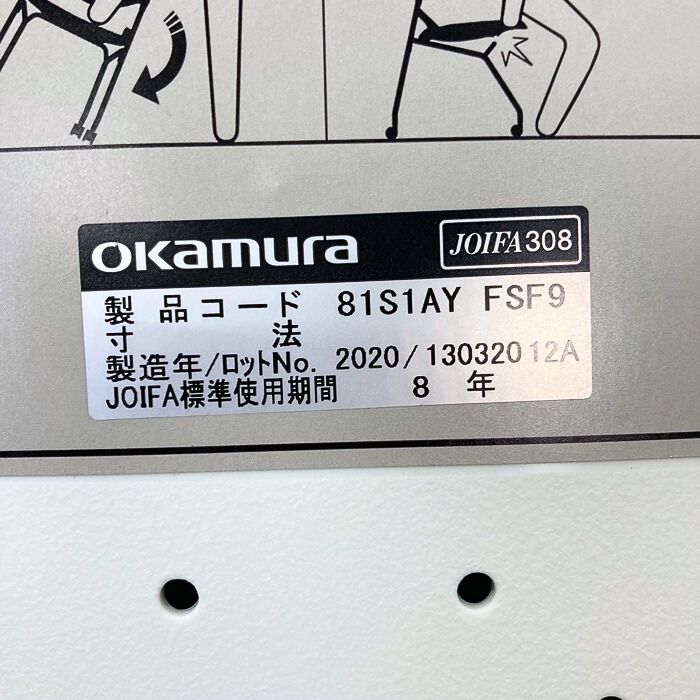 okamura JOIFA308
製品コード 81S1AY FSF9
寸法
製造年/ロットNo. 2020/13032012A
JOIFA標準使用期間 8年